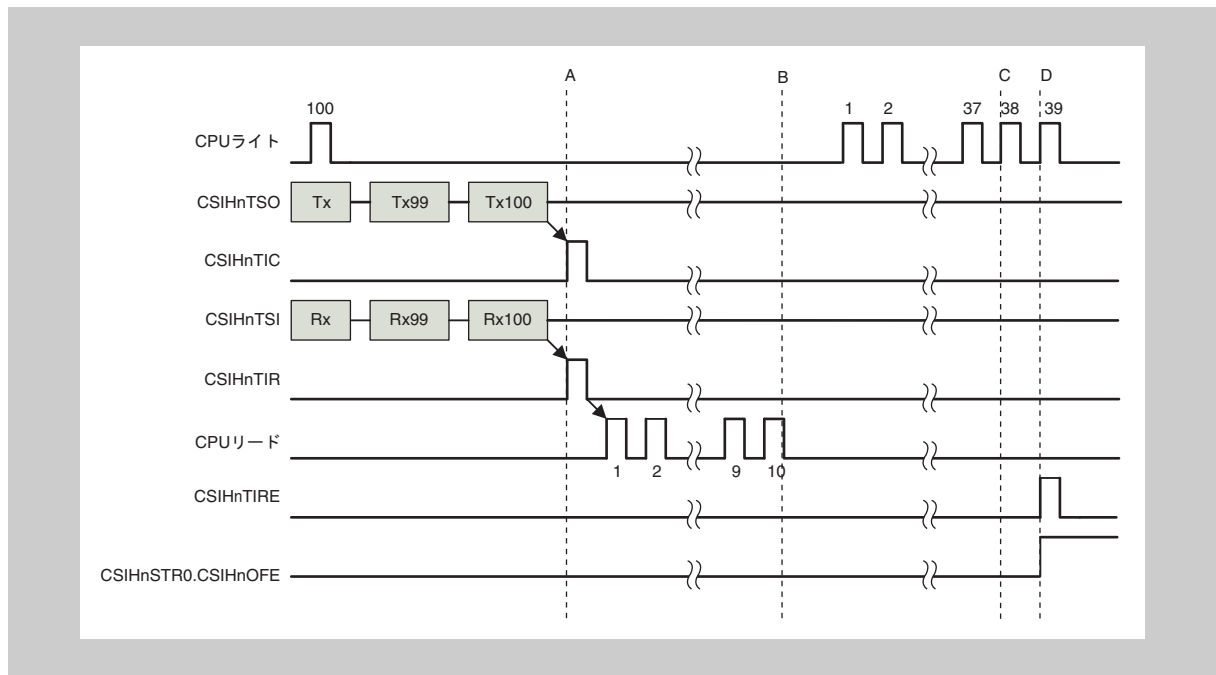 A
B
C
D
100
1
2
37
38
39
CPUライト
CSIHnTSO
Tx
Tx99
Tx100
CSIHnTIC
CSIHnTSI
Rx
Rx99
Rx100
CSIHnTIR
CPUリード
1
2
9
10
CSIHnTIRE
CSIHnSTR0.CSIHnOFE